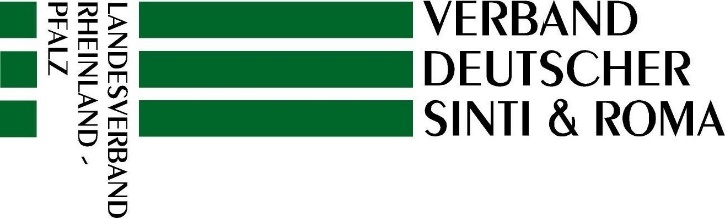 LANDESVERBAND
RHEINLAND -
PFALZ
VERBAND
DEUTSCHER
SINTI & ROMA